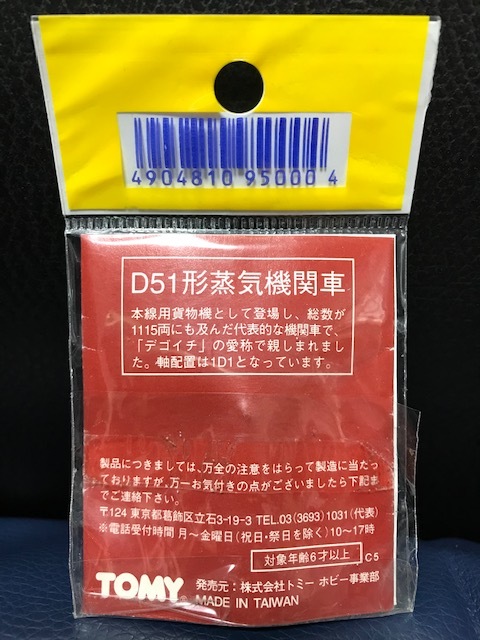 4904810 95000 4
D51形蒸気機関車
本線用貨物機として登場し、総数が
1115両にも及んだ代表的な機関車で、
「デゴイチ」の愛称で親しまれまし
た。軸配置は1D1となっています。
製品につきましては、万全の注意をはらって製造に当たっ
ておりますが、万一お気付きの点がございましたら下記ま
でご連絡下さい。
〒124 東京都葛飾区立石3-19-3 TEL.03(3693)1031(代表)
※電話受付時間 月〜金曜日(祝日・祭日を除く)10〜17時
対象年齢6才以上
C5
TOMY® 発売元：株式会社トミー ホビー事業部
MADE IN TAIWAN